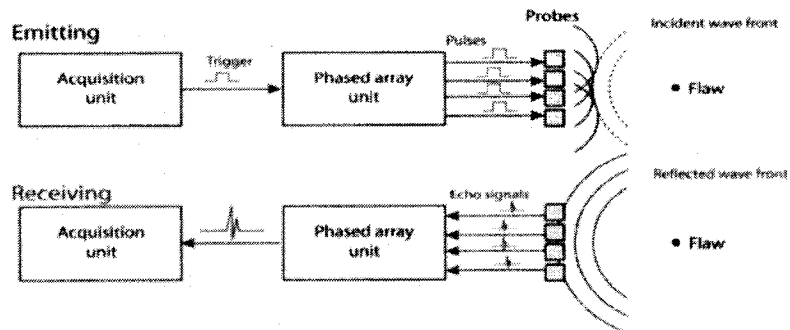 Emitting
Acquisition
unit
Trigger
Phased array
unit
Pulses
Probes
Incident wave front
Flaw
Receiving
Acquisition
unit
Phased array
unit
Echo signals
Reflected wave front
Flaw